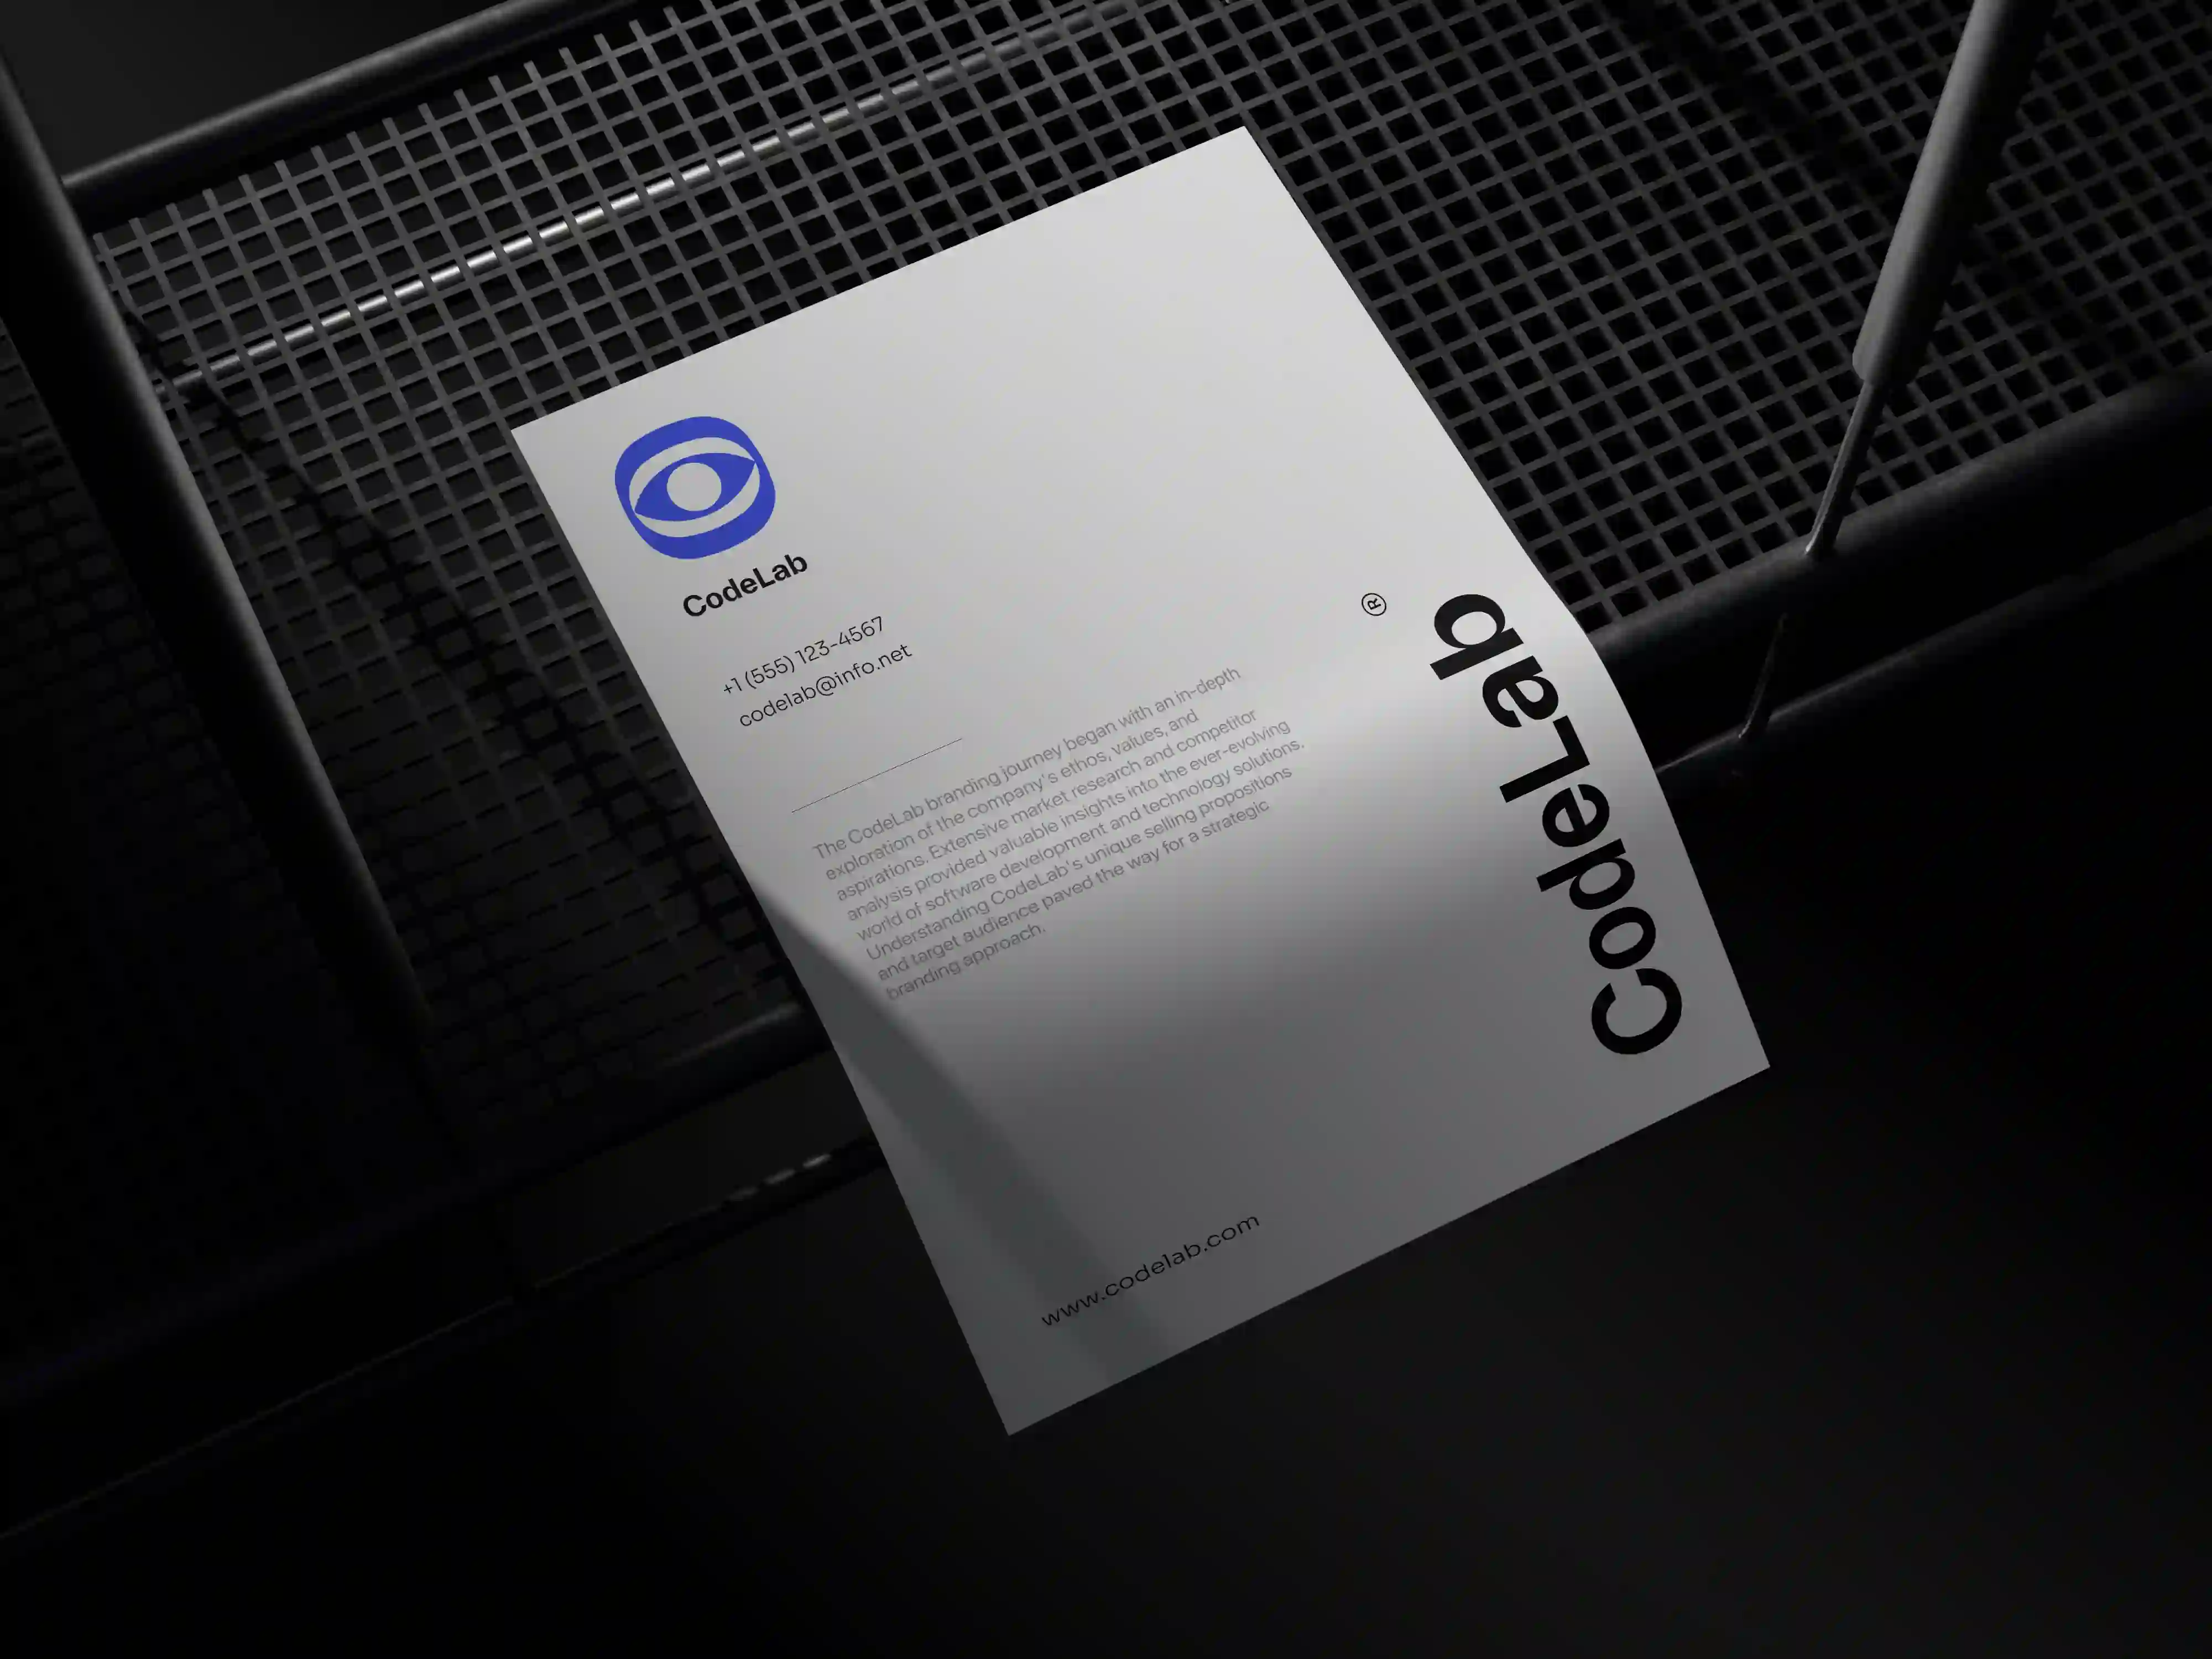 CodeLab
+1 (555) 123-4567
codelab@info.net
The CodeLab branding journey began with an in-depth
exploration of the company's ethos, values, and
aspirations. Extensive market research and competitor
analysis provided valuable insights into the ever-evolving
world of software development and technology solutions.
Understanding CodeLab's unique selling propositions
and target audience paved the way for a strategic
branding approach.
®
CodeLab
www.codelab.com